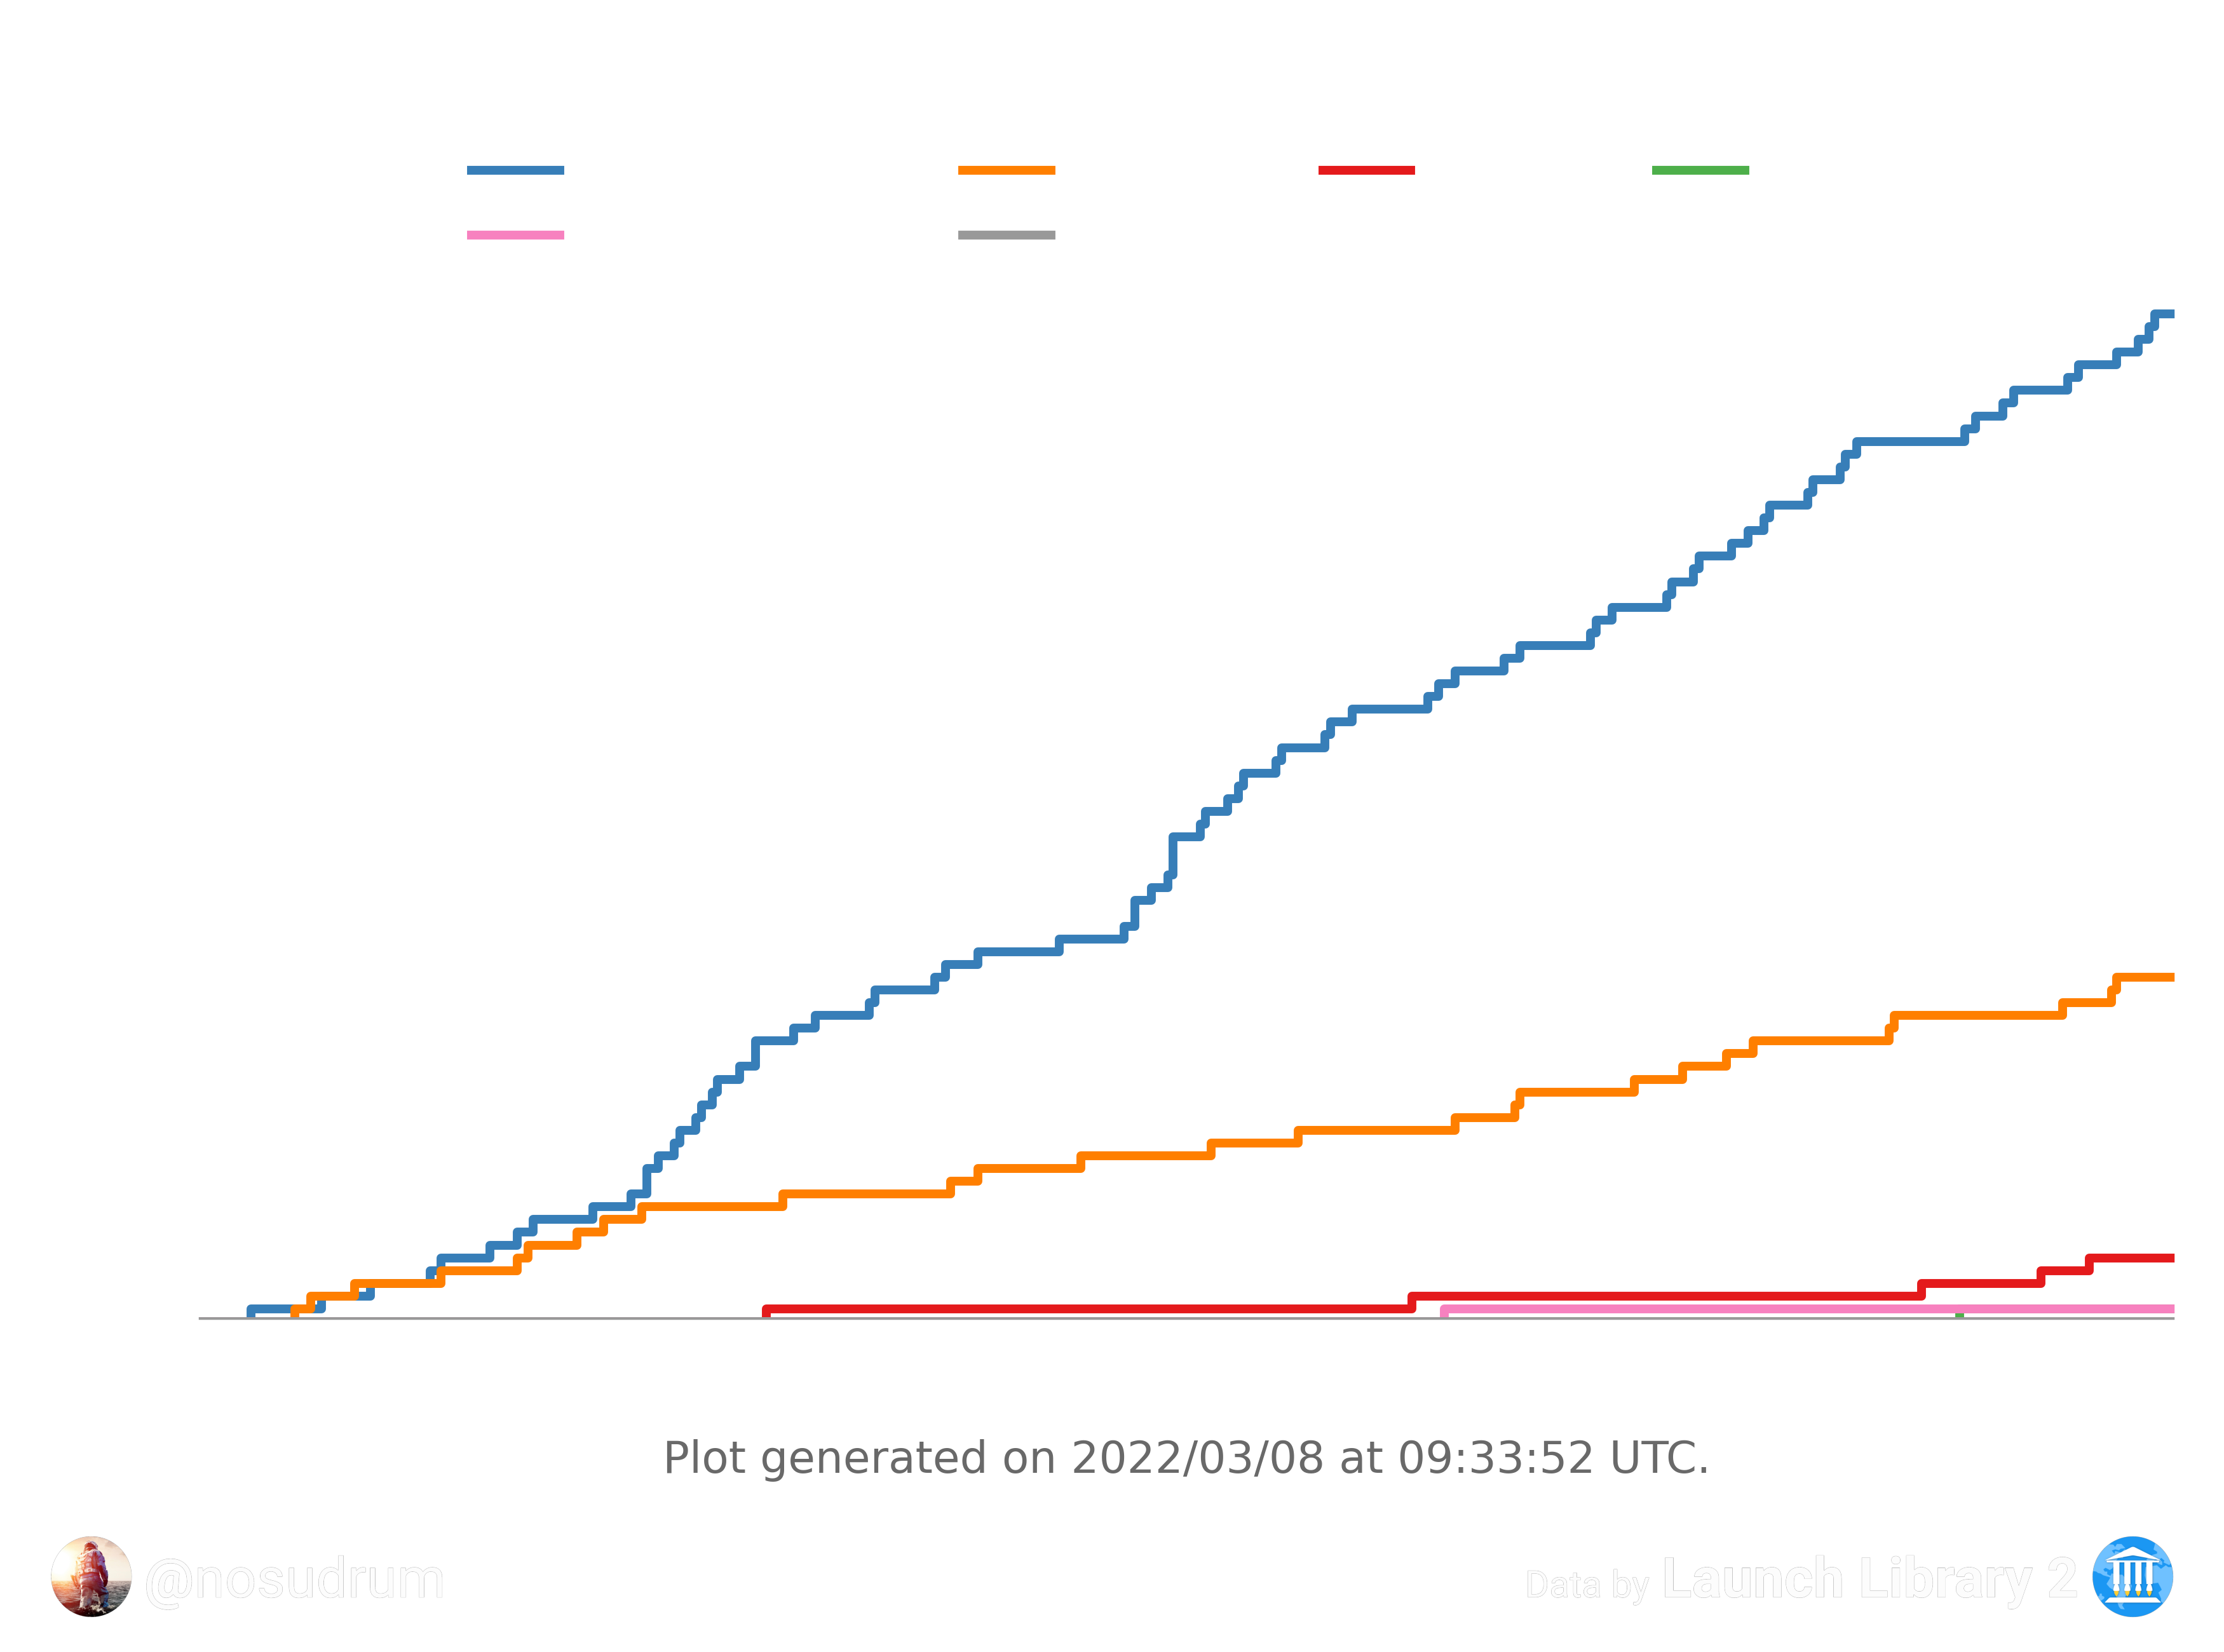 Plot generated on 2022/03/08 at 09:33:52 UTC.
@nosudrum
Data by Launch Library 2